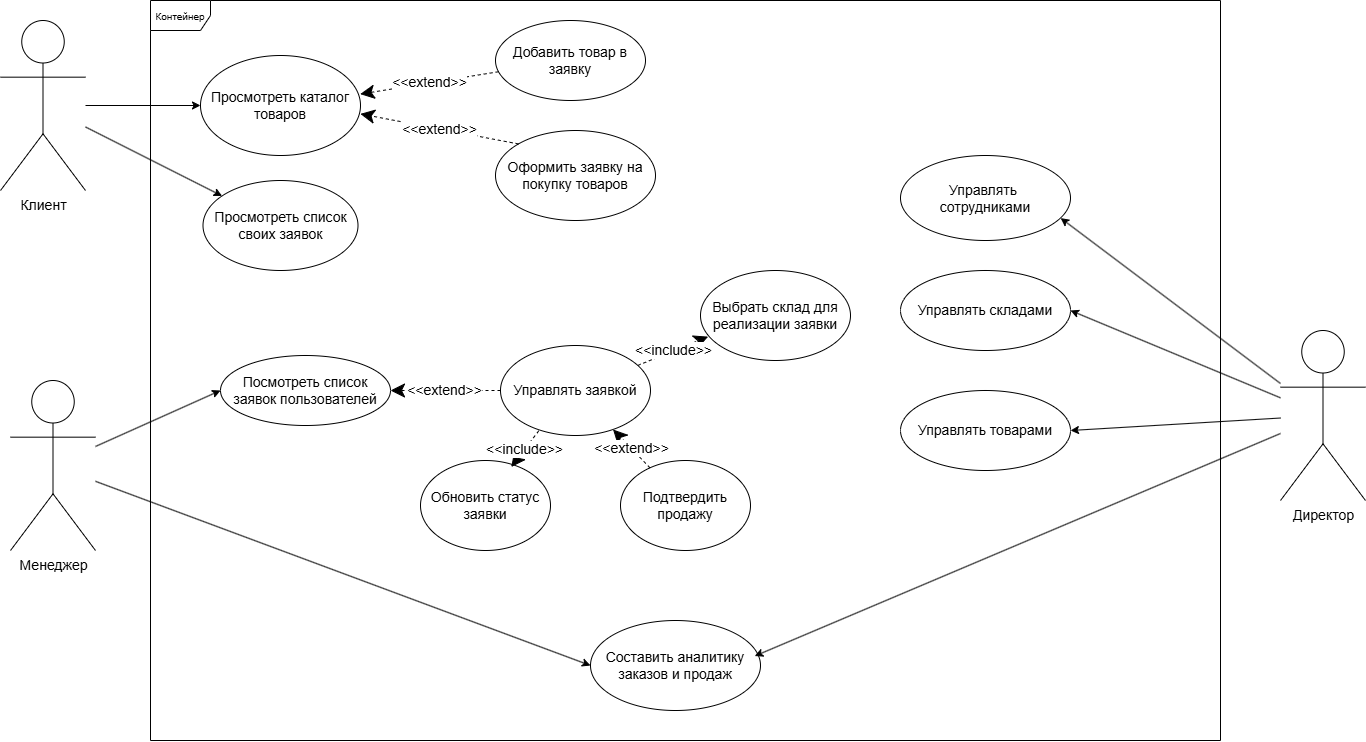 Контейнер
Добавить товар в
заявку
<<extend>>
Просмотреть каталог
товаров
<<extend>>
Оформить заявку на
покупку товаров
Клиент
Просмотреть список
своих заявок
Управлять
сотрудниками
Выбрать склад для
реализации заявки
Управлять складами
<<include>>
Посмотреть список
заявок пользователей
<<extend>>
Управлять заявкой
Управлять товарами
<<include>>
<<extend>>
Обновить статус
заявки
Подтвердить
продажу
Директор
Менеджер
Составить аналитику
заказов и продаж